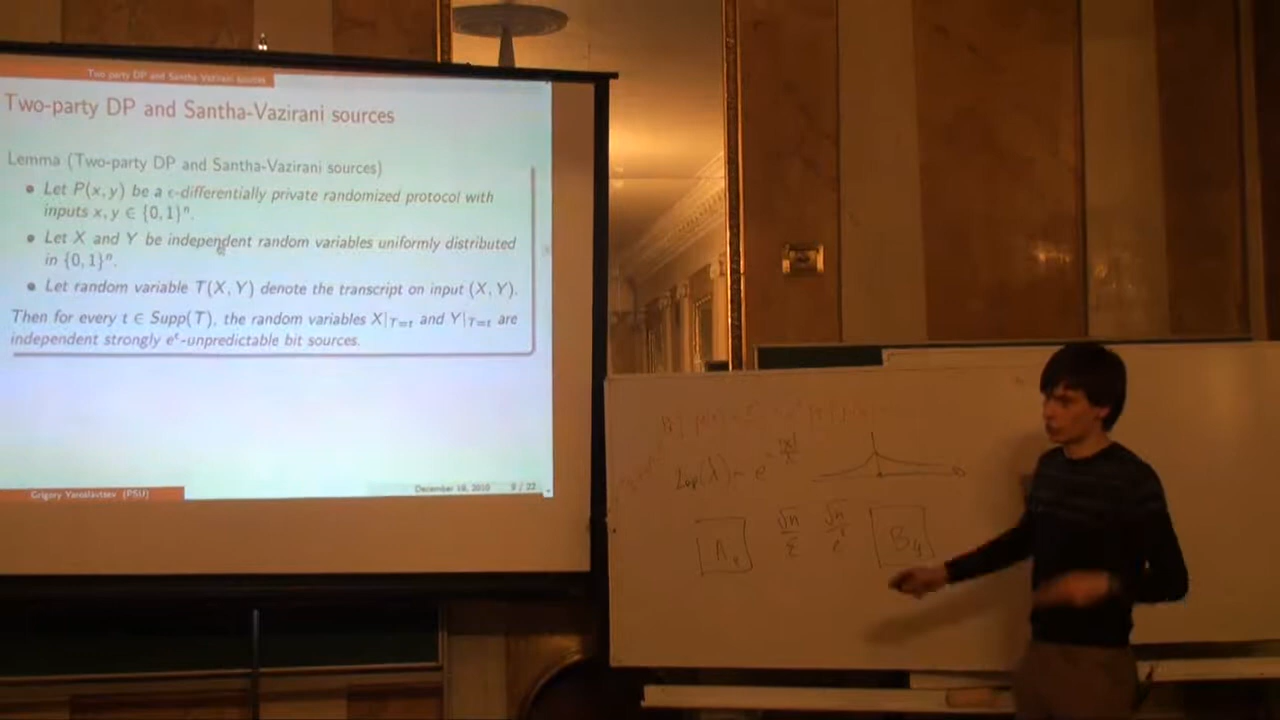 Two party DP and Santha-Vazirani sources
Two-party DP and Santha-Vazirani sources
Lemma (Two-party DP and Santha-Vazirani sources)
• Let P(x, y) be a ϵ-differentially private randomized protocol with
inputs x, y ∈ {0, 1}ⁿ.
• Let X and Y be independent random variables uniformly distributed
in {0, 1}ⁿ.
• Let random variable T(X, Y) denote the transcript on input (X, Y).
Then for every t ∈ Supp(T), the random variables X|T=t and Y|T=t are
independent strongly e^ϵ-unpredictable bit sources.
Grigory Yaroslavtsev (PSU)
December 19, 2010
9 / 22
Lap(λ) ~ e^-|x|/λ
√n/ε